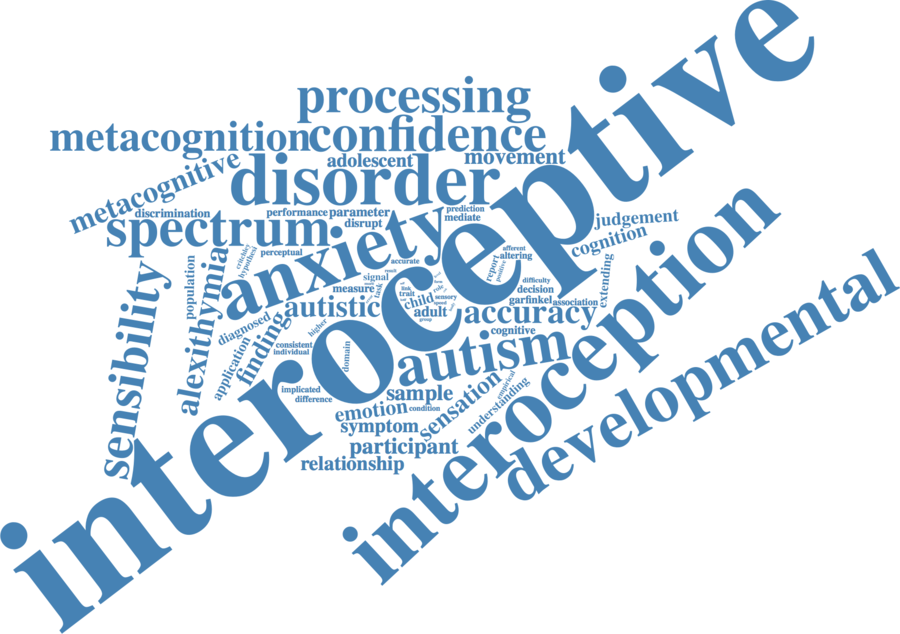 interoceptive
processing
metacognition
confidence
adolescent
movement
metacognitive
disorder
discrimination
performance
parameter
prediction
mediate
disrupt
spectrum
anxiety
judgement
cognition
perceptual
accurate
afferent
altering
report
positive
population
alexithymia
critchley
hypothesis
signal
measure
task
link
trait
child
role
sensory
speed
adult
group
difficulty
decision
garfinkel
association
extending
sensibility
autistic
accuracy
cognitive
diagnosed
higher
finding
application
consistent
individual
domain
autism
interoception
developmental
implicated
difference
sample
emotion
condition
sensation
empirical
understanding
symptom
participant
relationship